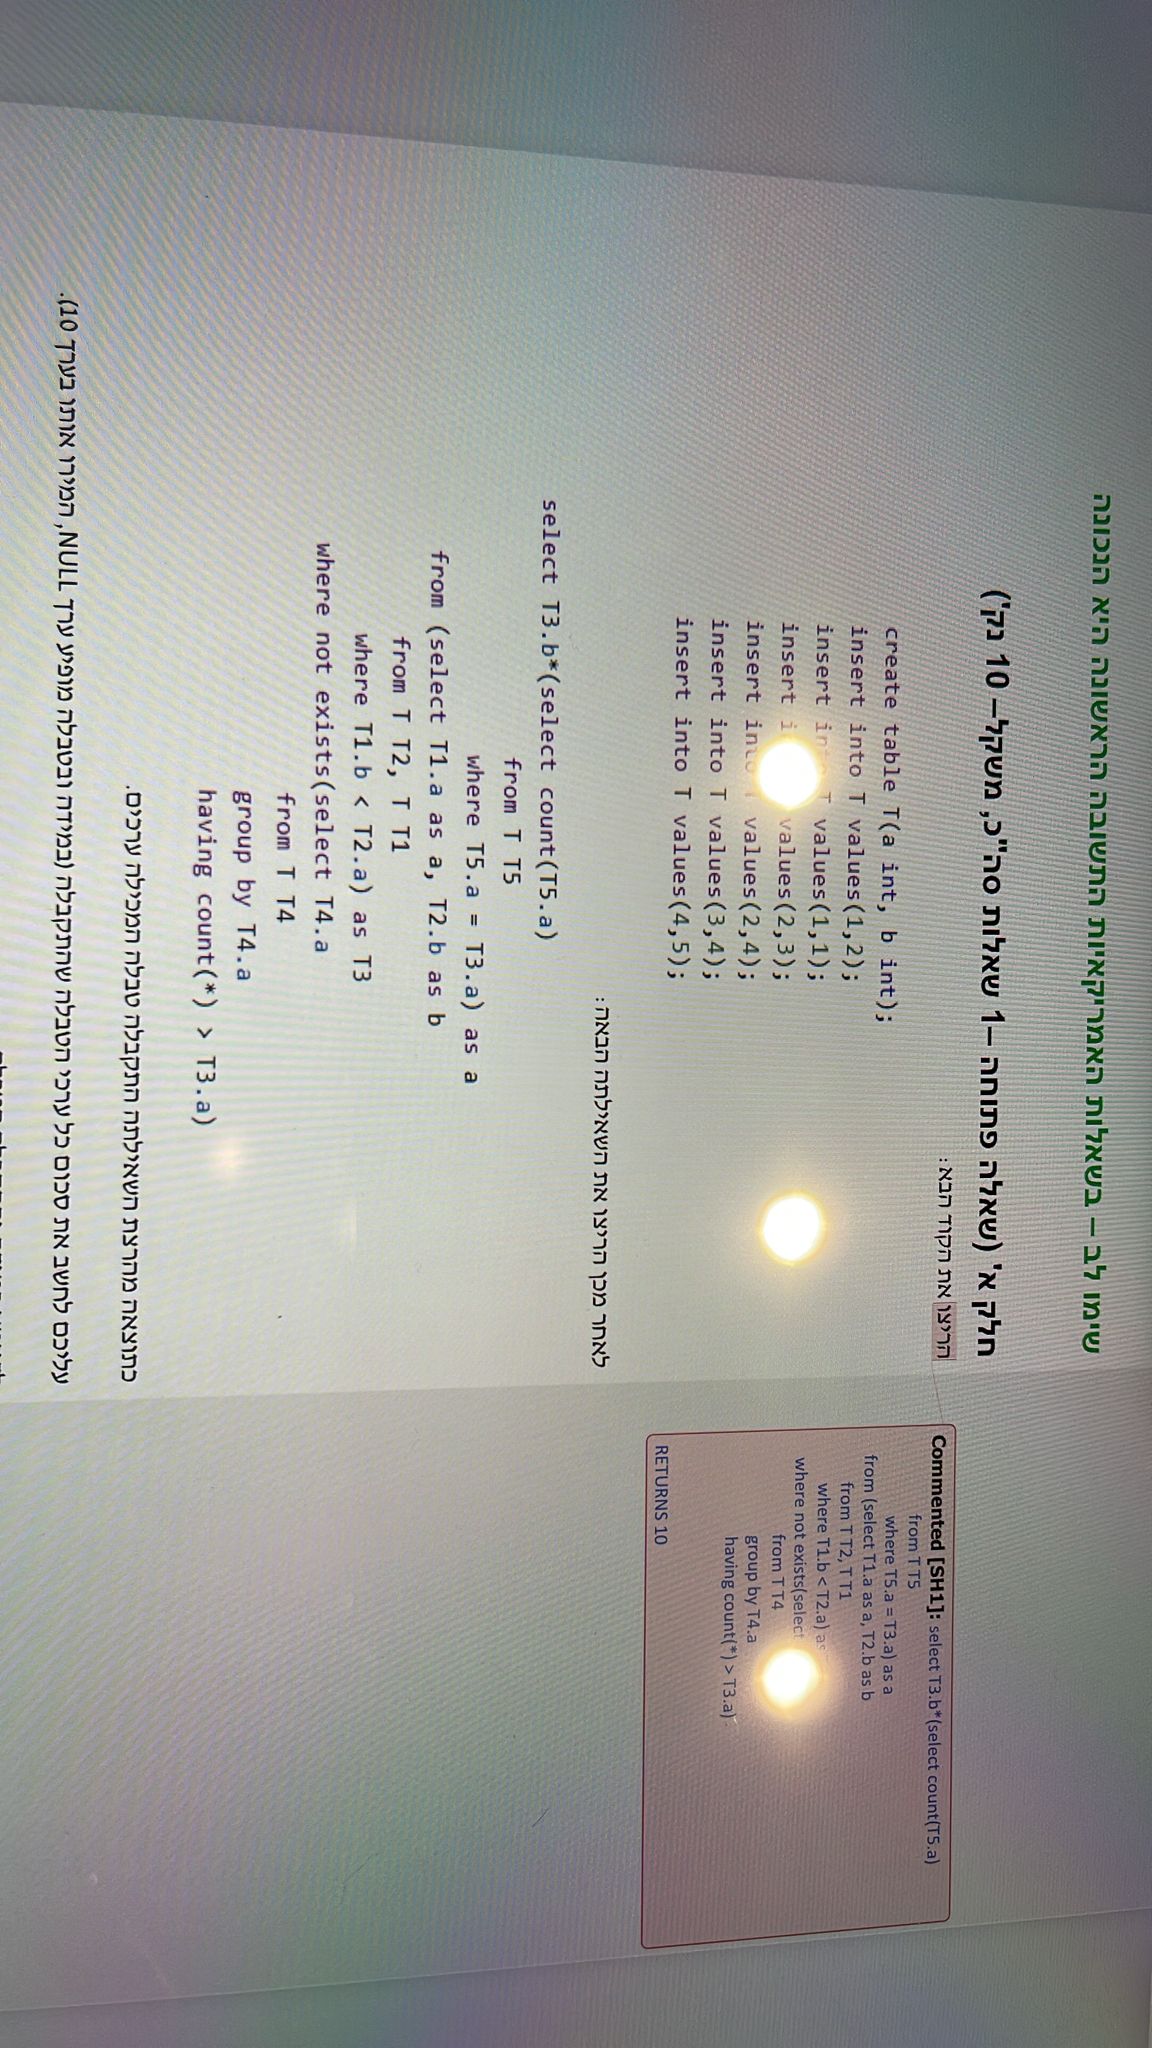 שימו לב – בשאלות האמריקאיות התשובה הראשונה היא הנכונה
חלק א' (שאלה פתוחה –1 שאלות סה"כ, משקל– 10 נק')
הריצו את הקוד הבא:
create table T(a int, b int);
insert into T values(1,2);
insert into T values(1,1);
insert values(2,3);
insert into T values(2,4);
insert into T values(3,4);
insert into T values(4,5);
לאחר מכן הריצו את השאילתה הבאה:
select T3.b*(select count(T5.a)
from T T5
where T5.a = T3.a) as a
from (select T1.a as a, T2.b as b
from T T2, T T1
where T1.b < T2.a) as T3
where not exists(select T4.a
from T T4
group by T4.a
having count(*) > T3.a)
כתוצאה מהרצת השאילתה התקבלה טבלה המכילה ערכים.
עליכם לחשב את סכום כל ערכי הטבלה שהתקבלה (במידה ובטבלה מופיע ערך NULL, המירו אותו בערך 10).
Commented [SH1]: select T3.b*(select count(T5.a)
from T T5
where T5.a = T3.a) as a
from (select T1.a as a, T2.b as b
from T T2, T T1
where T1.b < T2.a) as
where not exists(select
from T T4
group by T4.a
having count(*) > T3.a)
RETURNS 10